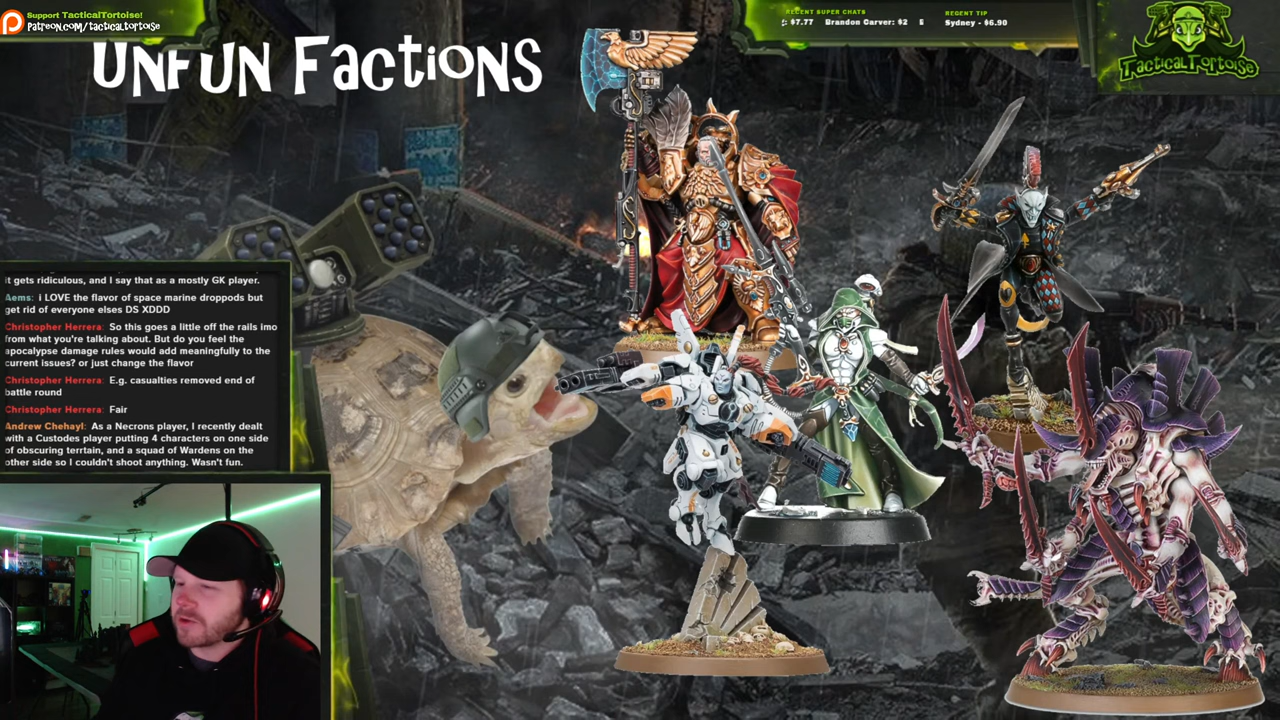 Support TacticalTortoise!
Patreon.com/tacticaltortoise
RECENT SUPER CHATS
$7.77 Brandon Carver: $2
RECENT TIP
Sydney - $6.90
TacticalTortoise
UNFUN FactioNS
it gets ridiculous, and I say that as a mostly GK player.
Aems: i LOVE the flavor of space marine droppods but
get rid of everyone elses DS XDDD
Christopher Herrera: So this goes a little off the rails imo
from what you're talking about. But do you feel the
apocalypse damage rules would add meaningfully to the
current issues? or just change the flavor
Christopher Herrera: E.g. casualties removed end of
battle round
Christopher Herrera: Fair
Andrew Chehayl: As a Necrons player, I recently dealt
with a Custodes player putting 4 characters on one side
of obscuring terrtain, and a squad of Wardens on the
other side so I couldn't shoot anything. Wasn't fun.